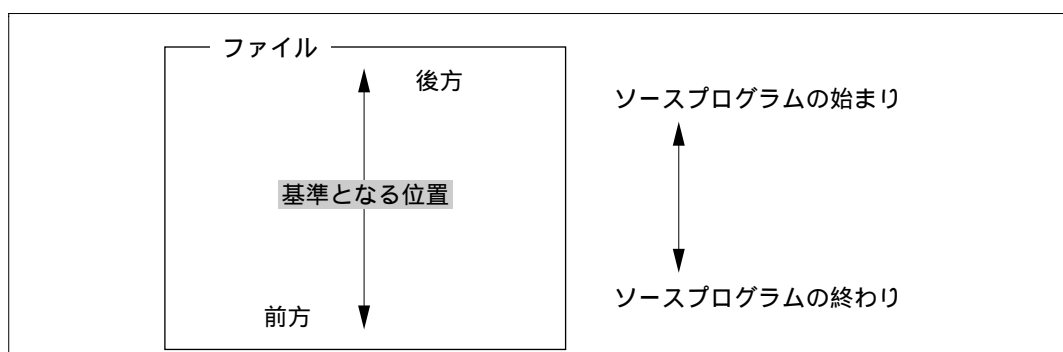 ファイル
後方
ソースプログラムの始まり
基準となる位置
ソースプログラムの終わり
前方